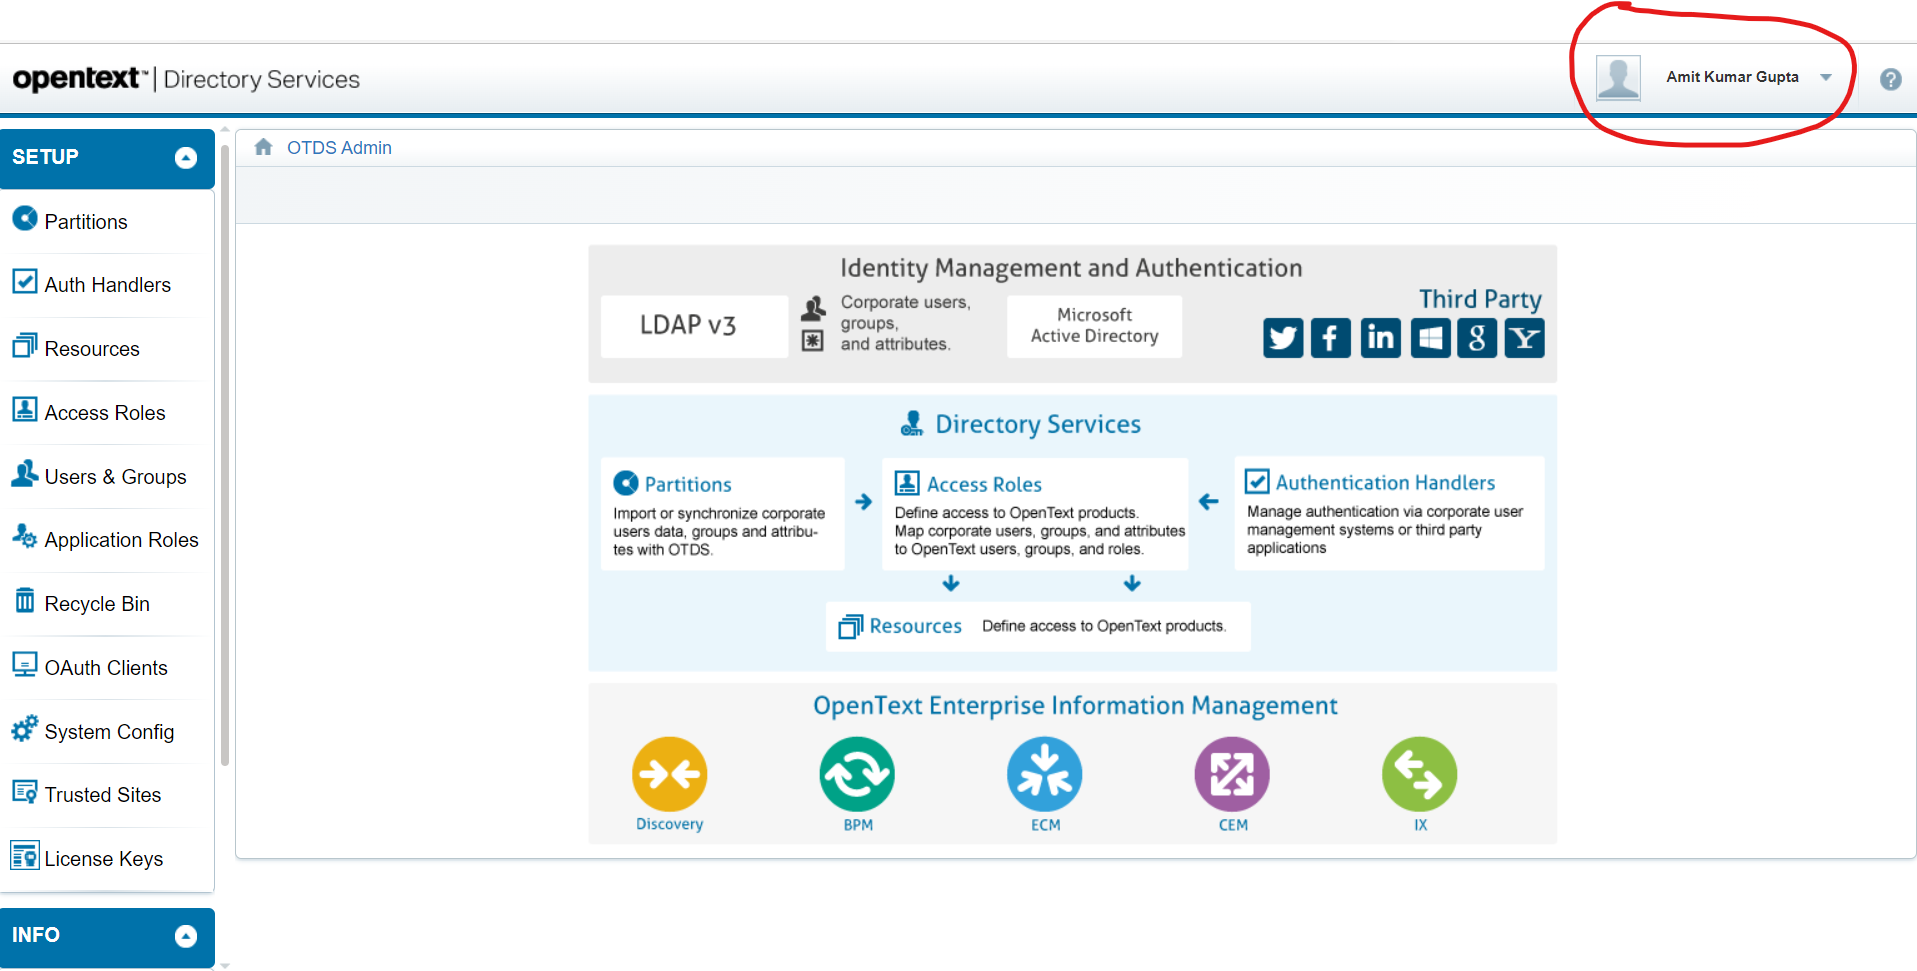 opentext™ | Directory Services
Amit Kumar Gupta
?
SETUP
Partitions
Auth Handlers
Resources
Access Roles
Users & Groups
Application Roles
Recycle Bin
OAuth Clients
System Config
Trusted Sites
License Keys
INFO
OTDS Admin
Identity Management and Authentication
LDAP v3
Corporate users,
groups,
and attributes.
Microsoft
Active Directory
Third Party
f
in
g
Y
Directory Services
Partitions
Import or synchronize corporate
users data, groups and attribu-
tes with OTDS.
Access Roles
Define access to OpenText products.
Map corporate users, groups, and attributes
to OpenText users, groups, and roles.
Authentication Handlers
Manage authentication via corporate user
management systems or third party
applications
Resources
Define access to OpenText products.
OpenText Enterprise Information Management
Discovery
BPM
ECM
CEM
IX